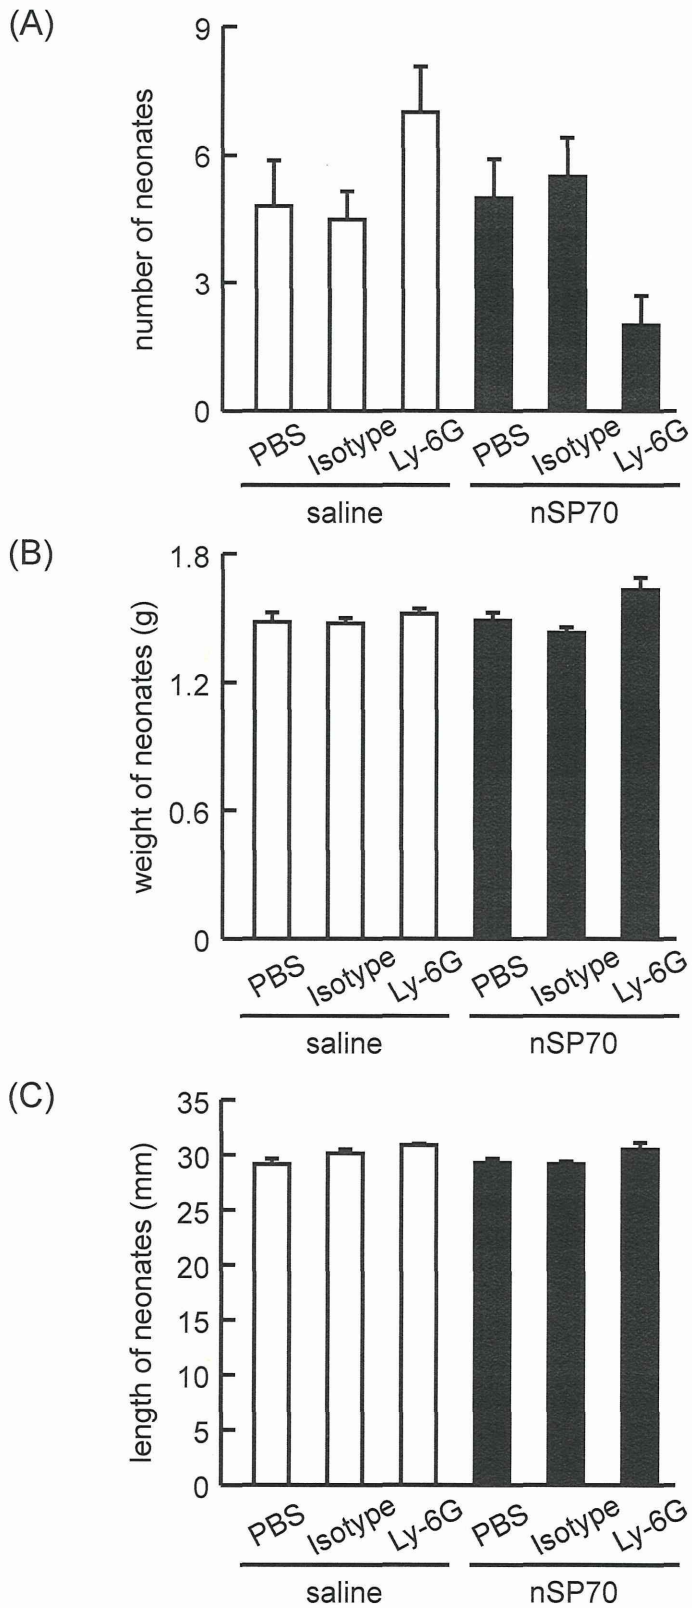 (A)
number of neonates
9
6
3
0
PBS Isotype Ly-6G PBS Isotype Ly-6G
saline nSP70
(B)
weight of neonates (g)
1.8
1.2
0.6
0
PBS Isotype Ly-6G PBS Isotype Ly-6G
saline nSP70
(C)
length of neonates (mm)
35
30
25
20
15
10
5
0
PBS Isotype Ly-6G PBS Isotype Ly-6G
saline nSP70